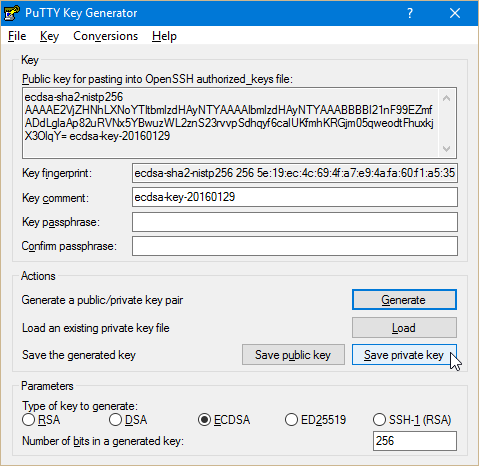 PuTTY Key Generator
File Key Conversions Help
Key
Public key for pasting into OpenSSH authorized_keys file:
ecdsa-sha2-nistp256
AAAAE2VjZHNhLXNoYTItbmlzdHAyNTYAAAAIbmlzdHAyNTYAAABBBBI21nF99EZmf
ADdLglaAp82uRVNx5YBwuzWL2znS23rvvpSdhqyf6calUKfmhKRGjm05qweodtFhuxkj
X3OlqY= ecdsa-key-20160129
Key fingerprint: ecdsa-sha2-nistp256 256 5e:19:ec:4c:69:4f:a7:e9:4a:fa:60:f1:a5:35
Key comment: ecdsa-key-20160129
Key passphrase:
Confirm passphrase:
Actions
Generate a public/private key pair Generate
Load an existing private key file Load
Save the generated key Save public key Save private key
Parameters
Type of key to generate:
RSA DSA ECDSA ED25519 SSH-1 (RSA)
Number of bits in a generated key: 256